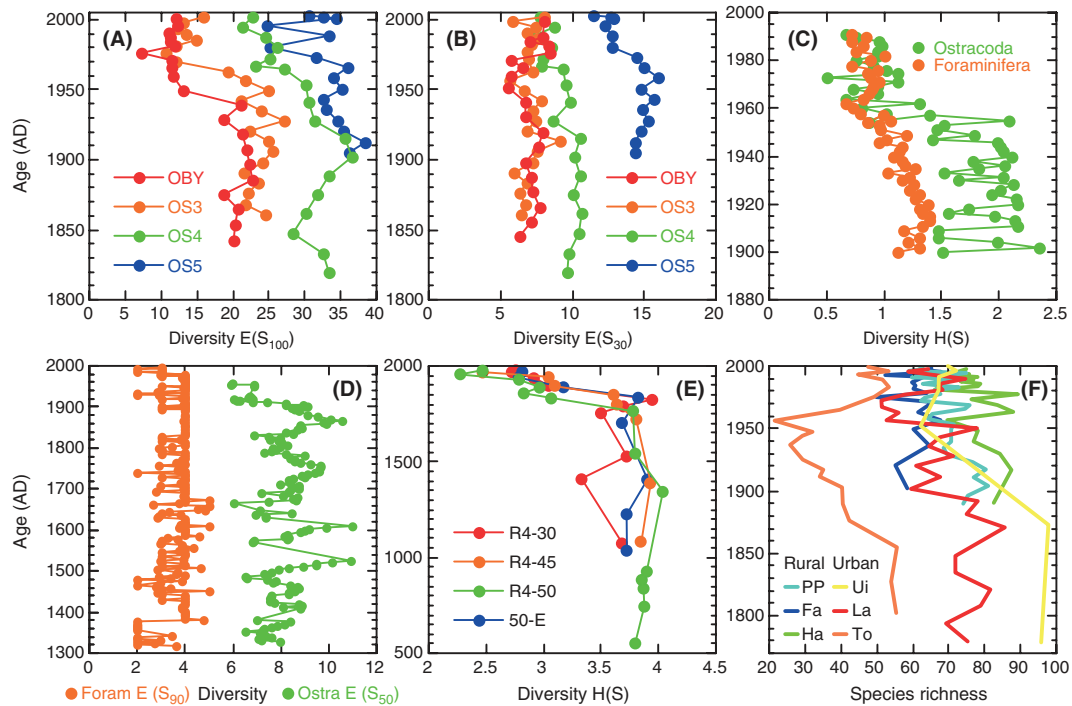 2000
1950
1900
1850
1800
Age (AD)
(A)
OBY
OS3
OS4
OS5
0 5 10 15 20 25 30 35 40
Diversity E(S100)
2000
1950
1900
1850
1800
(B)
OBY
OS3
OS4
OS5
0 5 10 15 20
Diversity E(S30)
2000
1980
1960
1940
1920
1900
1880
(C)
Ostracoda
Foraminifera
0 0.5 1 1.5 2 2.5
Diversity H(S)
2000
1900
1800
1700
1600
1500
1400
1300
Age (AD)
(D)
0 2 4 6 8 10 12
Foram E (S90) Diversity Ostra E (S50)
2000
1500
1000
500
(E)
R4-30
R4-45
R4-50
50-E
2 2.5 3 3.5 4 4.5
Diversity H(S)
2000
1950
1900
1850
1800
(F)
Rural Urban
PP Ui
Fa La
Ha To
20 30 40 50 60 70 80 90 100
Species richness